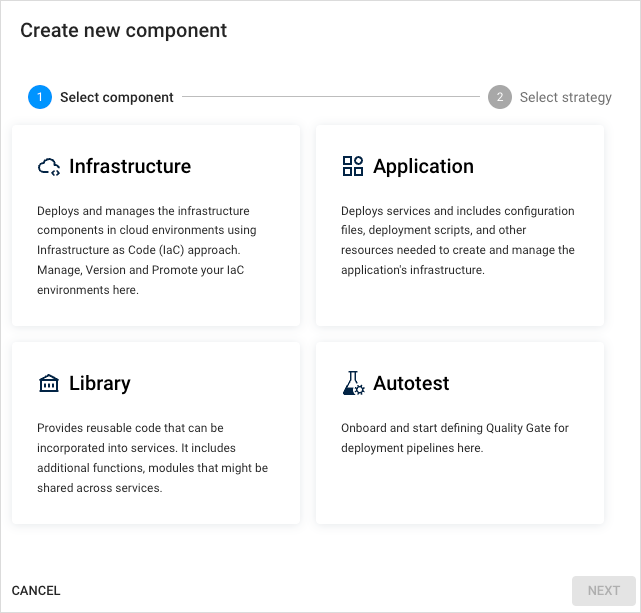 Create new component
1 Select component 2 Select strategy
Infrastructure
Deploys and manages the infrastructure
components in cloud environments using
Infrastructure as Code (IaC) approach.
Manage, Version and Promote your IaC
environments here.
Application
Deploys services and includes configuration
files, deployment scripts, and other
resources needed to create and manage the
application's infrastructure.
Library
Provides reusable code that can be
incorporated into services. It includes
additional functions, modules that might be
shared across services.
Autotest
Onboard and start defining Quality Gate for
deployment pipelines here.
CANCEL NEXT